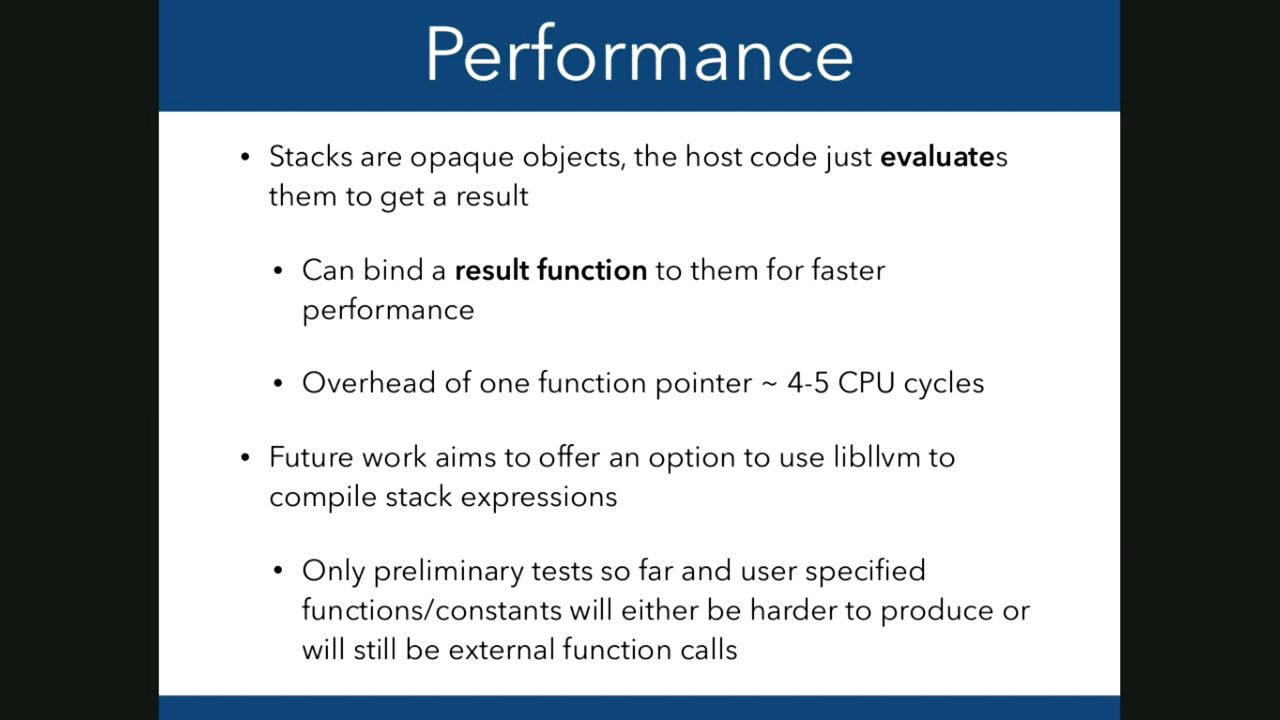 Performance
• Stacks are opaque objects, the host code just evaluates
them to get a result
• Can bind a result function to them for faster
performance
• Overhead of one function pointer ~ 4-5 CPU cycles
• Future work aims to offer an option to use libllvm to
compile stack expressions
• Only preliminary tests so far and user specified
functions/constants will either be harder to produce or
will still be external function calls